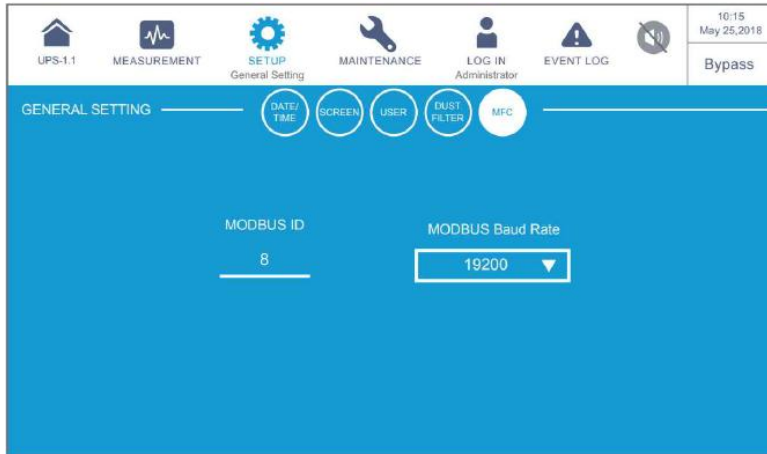 10:15
May 25,2018
UPS-1.1
MEASUREMENT
SETUP
General Setting
MAINTENANCE
LOG IN
Administrator
EVENT LOG
Bypass
GENERAL SETTING
DATE/
TIME
SCREEN
USER
DUST
FILTER
MFC
MODBUS ID
8
MODBUS Baud Rate
19200